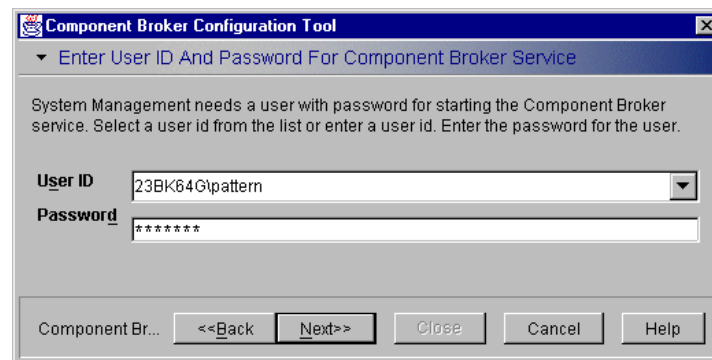 Component Broker Configuration Tool
Enter User ID And Password For Component Broker Service
System Management needs a user with password for starting the Component Broker
service. Select a user id from the list or enter a user id. Enter the password for the user.
User ID
23BK64G\pattern
Password
*******
Component Br... <<Back Next>> Close Cancel Help